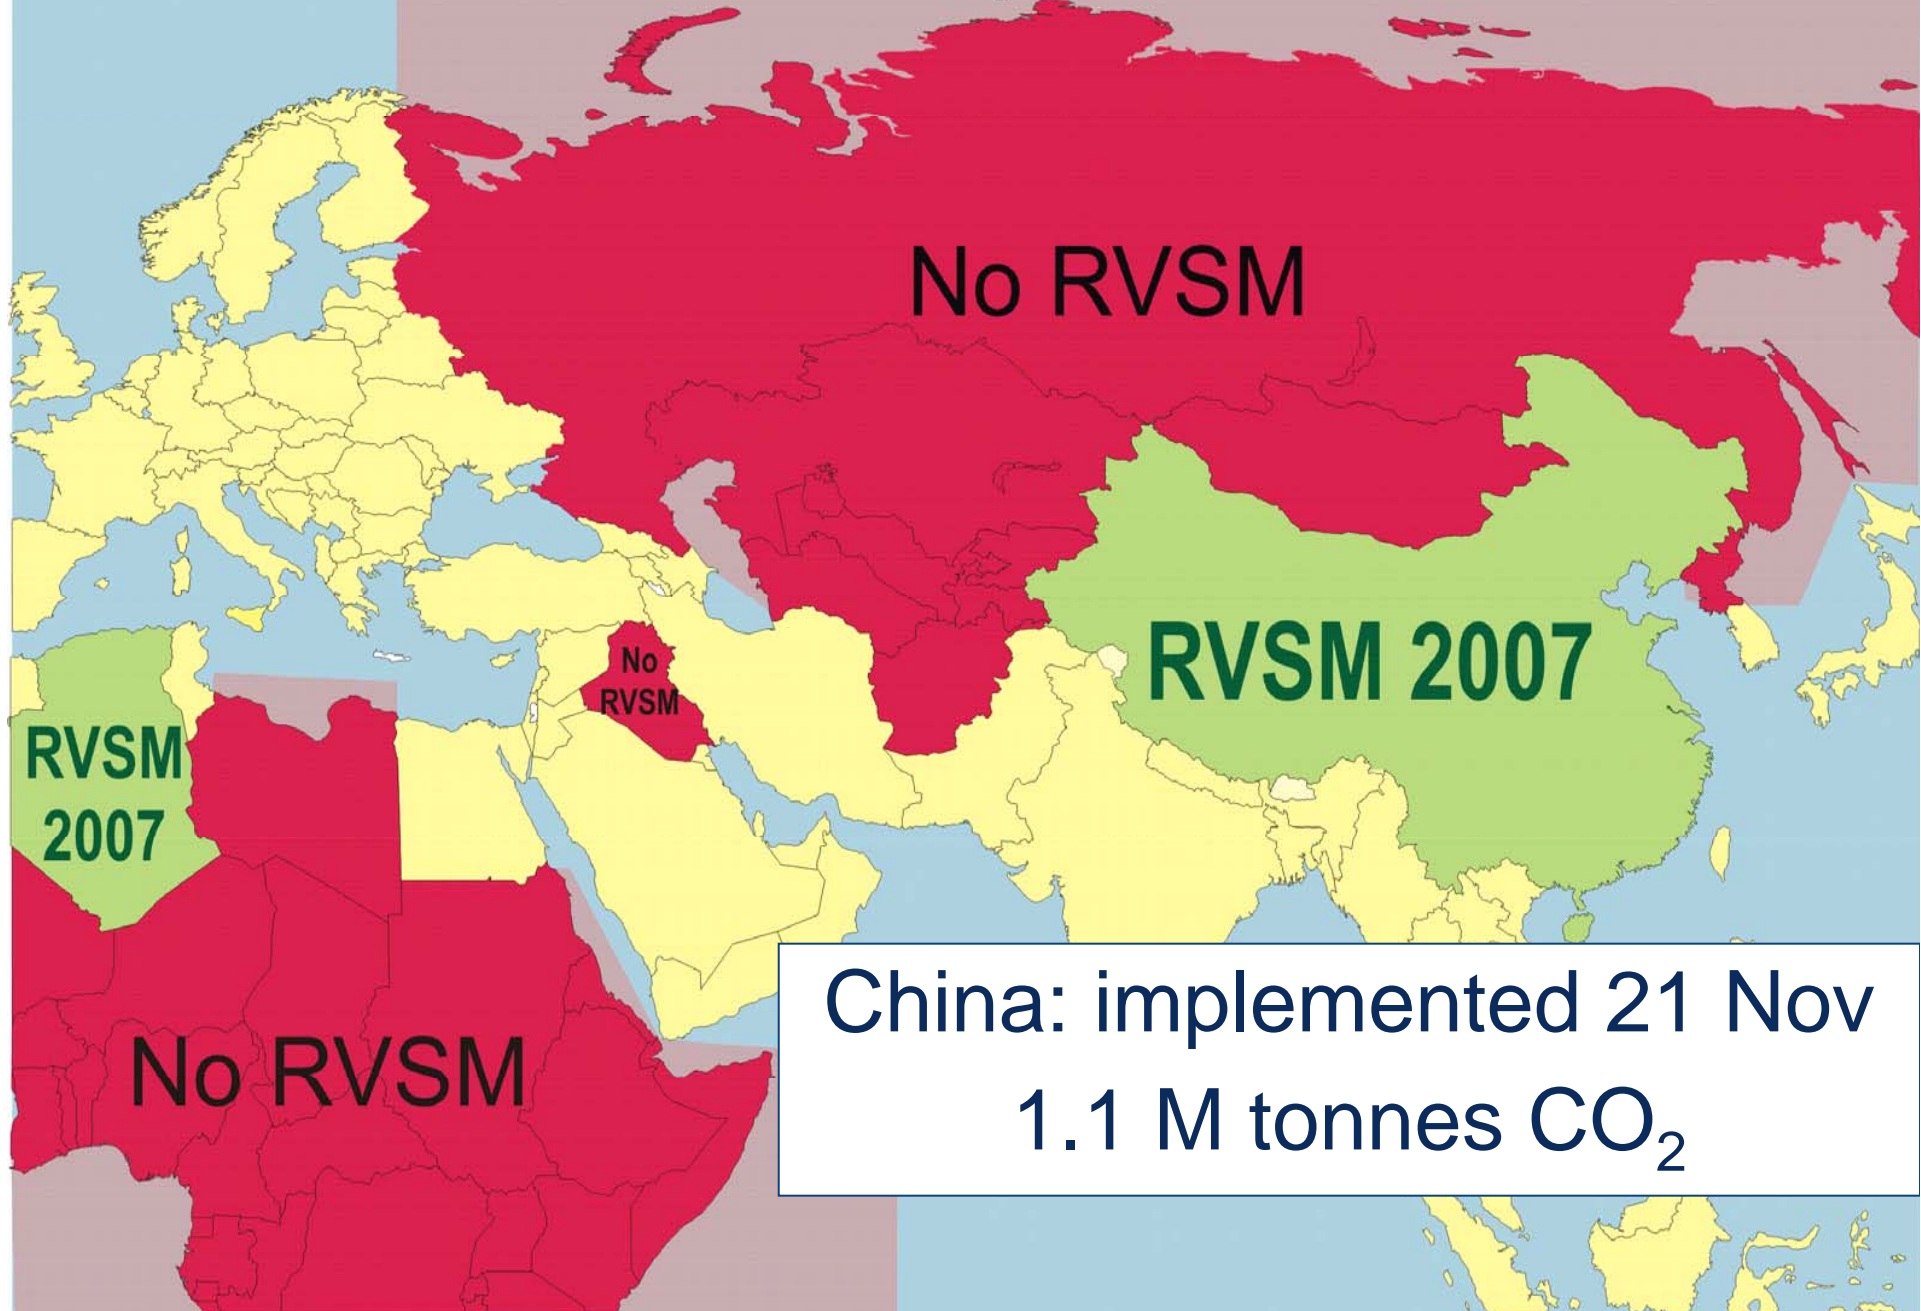 No RVSM
RVSM 2007
No
RVSM
RVSM
2007
No RVSM
China: implemented 21 Nov
1.1 M tonnes CO₂